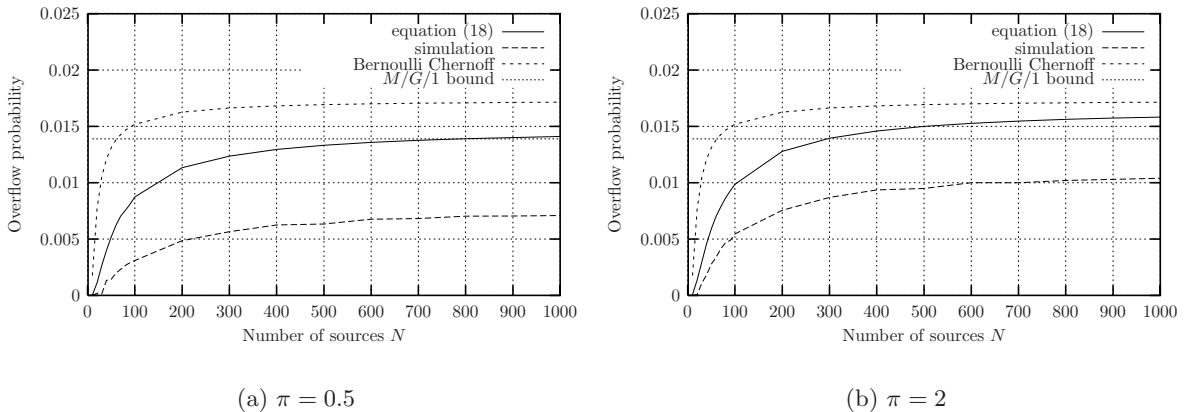 0.025
0.02
0.015
0.01
0.005
0
Overflow probability
equation (18)
simulation
Bernoulli Chernoff
M/G/1 bound
0 100 200 300 400 500 600 700 800 900 1000
Number of sources N
(a) π = 0.5
0.025
0.02
0.015
0.01
0.005
0
Overflow probability
equation (18)
simulation
Bernoulli Chernoff
M/G/1 bound
0 100 200 300 400 500 600 700 800 900 1000
Number of sources N
(b) π = 2